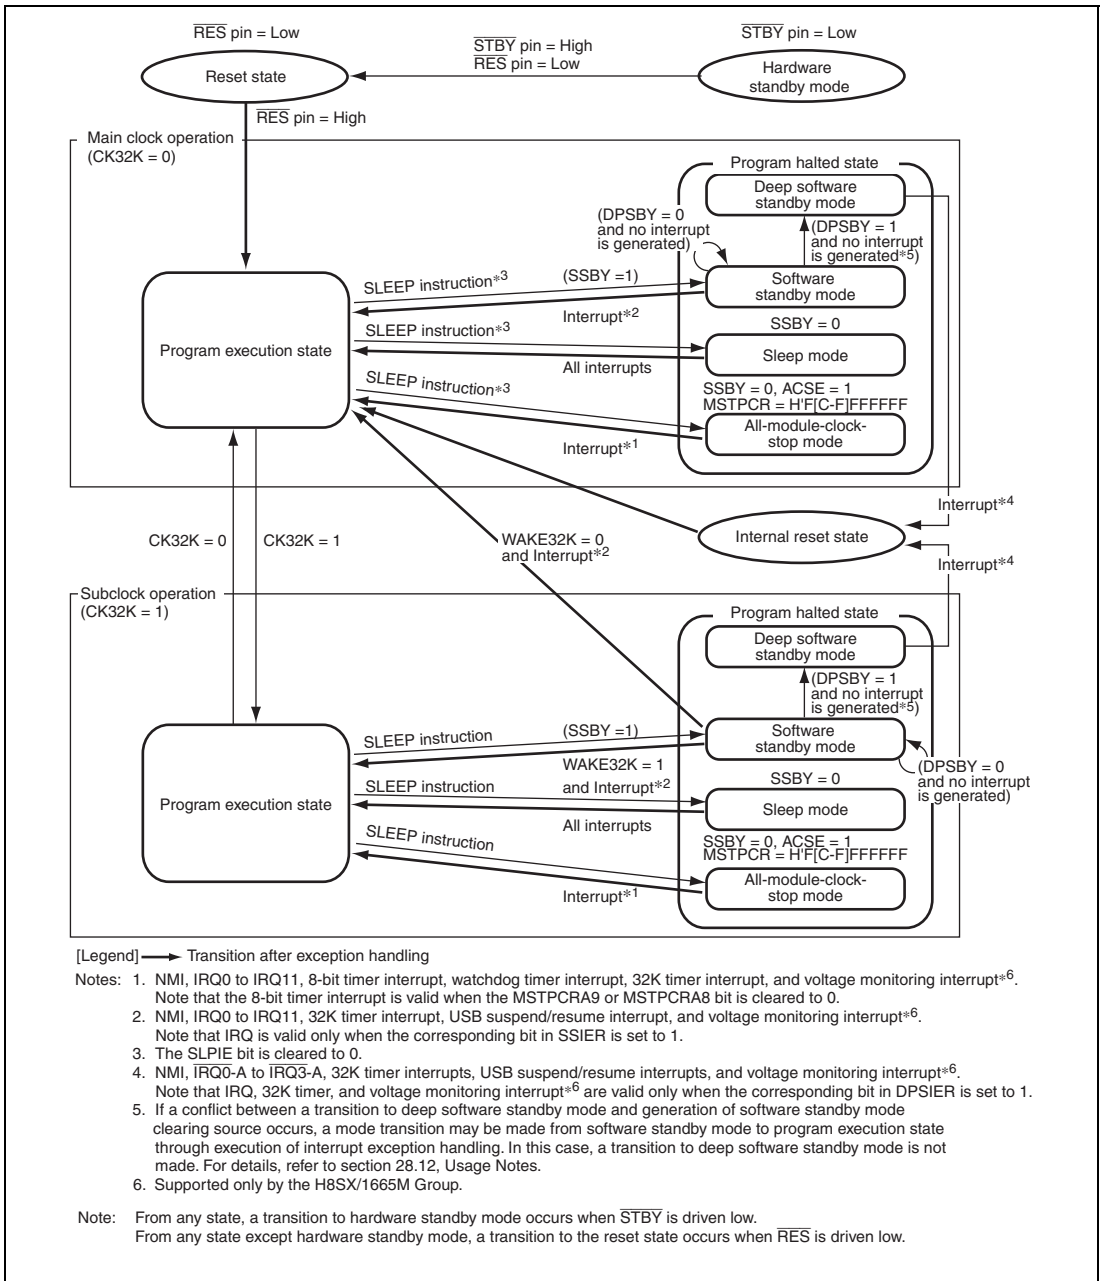 RES pin = Low
STBY pin = High
RES pin = Low
STBY pin = Low
Reset state
Hardware
standby mode
RES pin = High
Main clock operation
(CK32K = 0)
Program halted state
Deep software
standby mode
(DPSBY = 0
and no interrupt
is generated)
(DPSBY = 1
and no interrupt
is generated*5)
SLEEP instruction*3
(SSBY =1)
Software
standby mode
Interrupt*2
SLEEP instruction*3
SSBY = 0
Program execution state
Sleep mode
All interrupts
SLEEP instruction*3
SSBY = 0, ACSE = 1
MSTPCR = H'F[C-F]FFFFFF
All-module-clock-
stop mode
Interrupt*1
Interrupt*4
CK32K = 0
CK32K = 1
WAKE32K = 0
and Interrupt*2
Internal reset state
Interrupt*4
Subclock operation
(CK32K = 1)
Program halted state
Deep software
standby mode
(DPSBY = 1
and no interrupt
is generated*5)
SLEEP instruction
(SSBY =1)
Software
standby mode
WAKE32K = 1
and Interrupt*2
(DPSBY = 0
and no interrupt
is generated)
SLEEP instruction
SSBY = 0
Program execution state
Sleep mode
All interrupts
SLEEP instruction
SSBY = 0, ACSE = 1
MSTPCR = H'F[C-F]FFFFFF
All-module-clock-
stop mode
Interrupt*1
[Legend] Transition after exception handling
Notes: 1. NMI, IRQ0 to IRQ11, 8-bit timer interrupt, watchdog timer interrupt, 32K timer interrupt, and voltage monitoring interrupt*6.
Note that the 8-bit timer interrupt is valid when the MSTPCRA9 or MSTPCRA8 bit is cleared to 0.
2. NMI, IRQ0 to IRQ11, 32K timer interrupt, USB suspend/resume interrupt, and voltage monitoring interrupt*6.
Note that IRQ is valid only when the corresponding bit in SSIER is set to 1.
3. The SLPIE bit is cleared to 0.
4. NMI, IRQ0-A to IRQ3-A, 32K timer interrupts, USB suspend/resume interrupts, and voltage monitoring interrupt*6.
Note that IRQ, 32K timer, and voltage monitoring interrupt*6 are valid only when the corresponding bit in DPSIER is set to 1.
5. If a conflict between a transition to deep software standby mode and generation of software standby mode
clearing source occurs, a mode transition may be made from software standby mode to program execution state
through execution of interrupt exception handling. In this case, a transition to deep software standby mode is not
made. For details, refer to section 28.12, Usage Notes.
6. Supported only by the H8SX/1665M Group.
Note: From any state, a transition to hardware standby mode occurs when STBY is driven low.
From any state except hardware standby mode, a transition to the reset state occurs when RES is driven low.